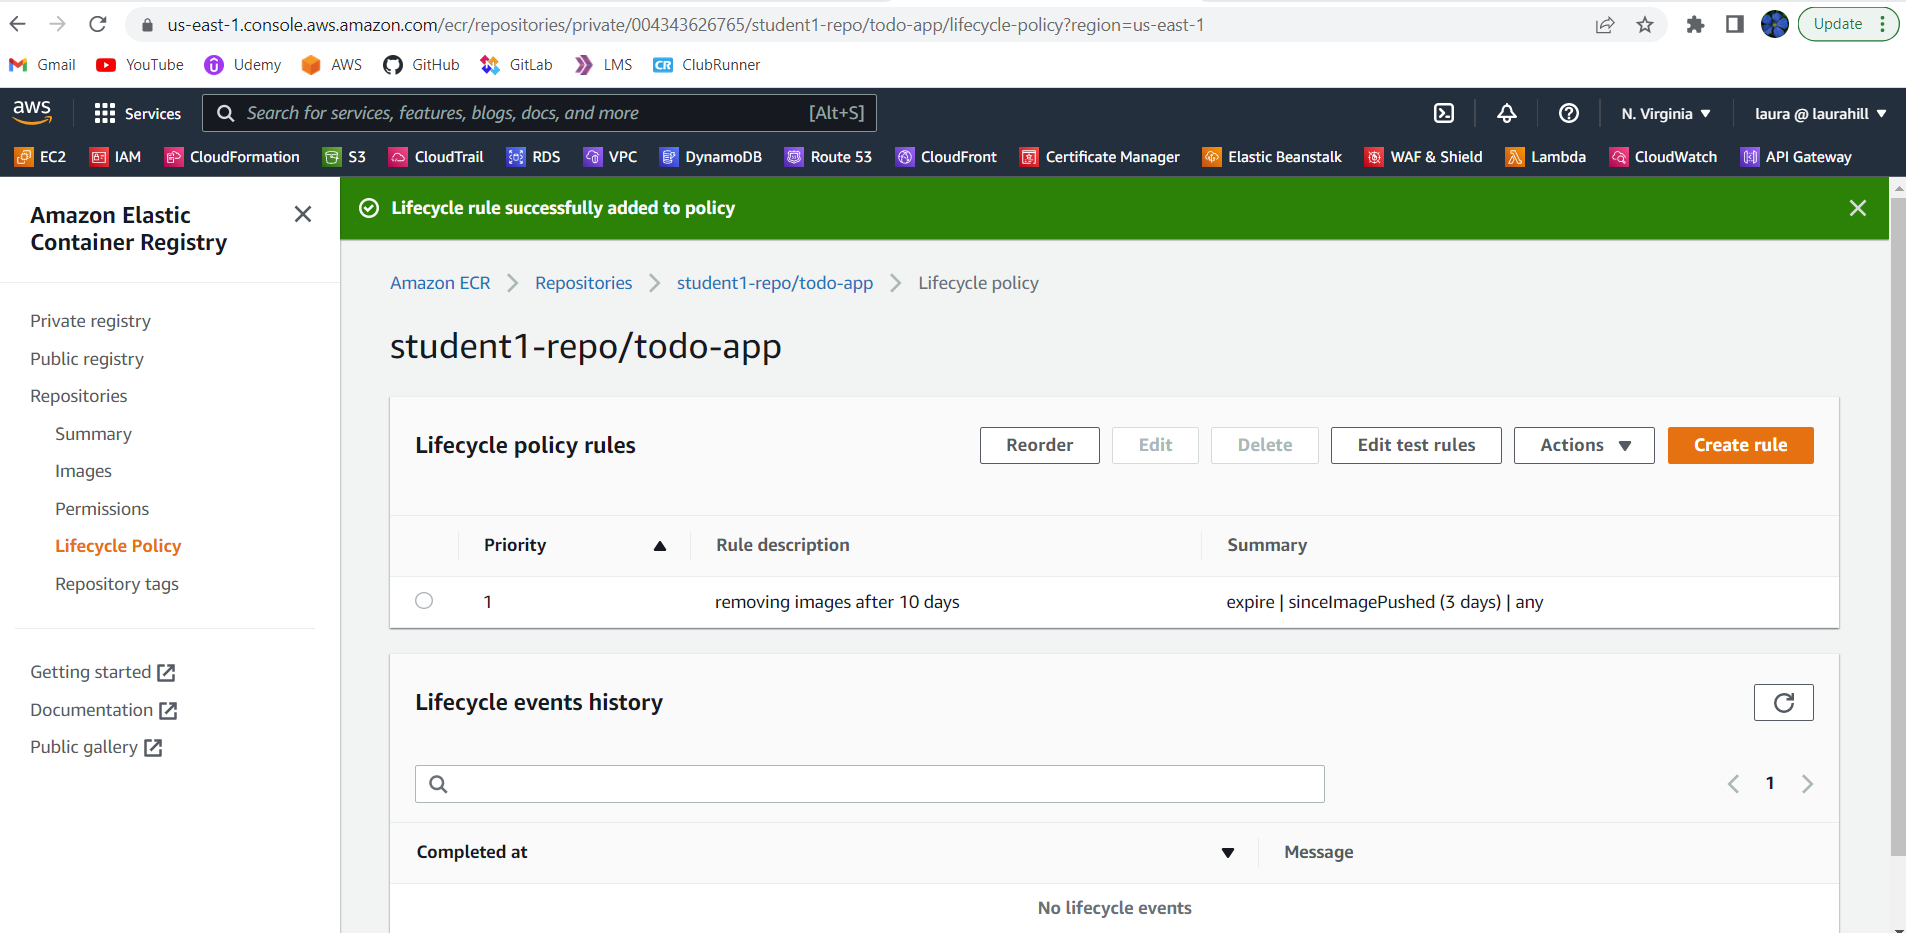 us-east-1.console.aws.amazon.com/ecr/repositories/private/004343626765/student1-repo/todo-app/lifecycle-policy?region=us-east-1
Update
Gmail YouTube Udemy AWS GitHub GitLab LMS CR ClubRunner
aws Services Search for services, features, blogs, docs, and more [Alt+S] N. Virginia laura @ laurahill
EC2 IAM CloudFormation S3 CloudTrail RDS VPC DynamoDB Route 53 CloudFront Certificate Manager Elastic Beanstalk WAF & Shield Lambda CloudWatch API Gateway
Amazon Elastic
Container Registry
Private registry
Public registry
Repositories
Summary
Images
Permissions
Lifecycle Policy
Repository tags
Getting started
Documentation
Public gallery
Lifecycle rule successfully added to policy
Amazon ECR Repositories student1-repo/todo-app Lifecycle policy
student1-repo/todo-app
Lifecycle policy rules Reorder Edit Delete Edit test rules Actions Create rule
Priority Rule description Summary
1 removing images after 10 days expire | sinceImagePushed (3 days) | any
Lifecycle events history
1
Completed at Message
No lifecycle events